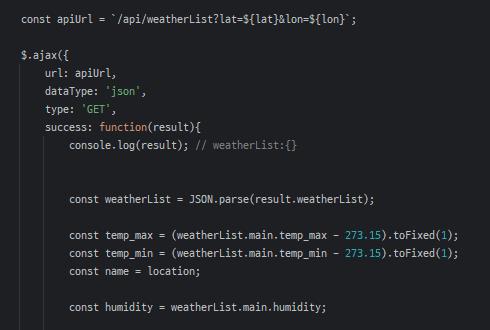 const apiUrl = `/api/weatherList?lat=${lat}&lon=${lon}`;
$.ajax({
url: apiUrl,
dataType: 'json',
type: 'GET',
success: function(result){
console.log(result); // weatherList:{}
const weatherList = JSON.parse(result.weatherList);
const temp_max = (weatherList.main.temp_max - 273.15).toFixed(1);
const temp_min = (weatherList.main.temp_min - 273.15).toFixed(1);
const name = location;
const humidity = weatherList.main.humidity;